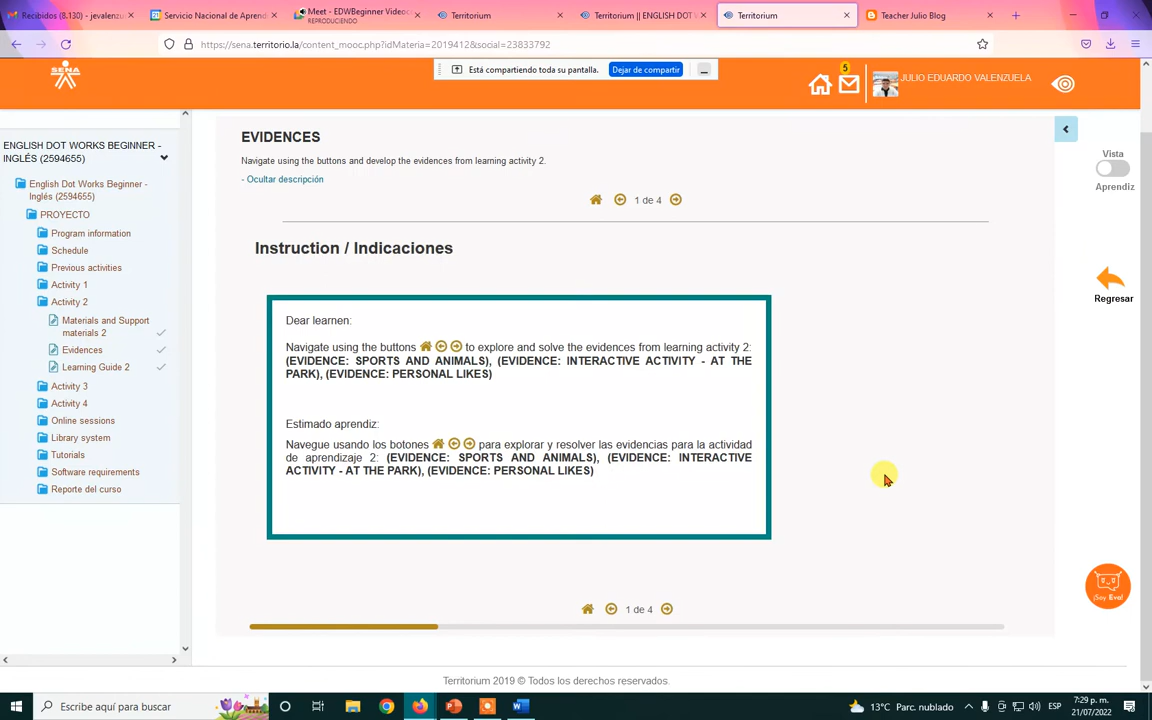 Recibidos (8.130) - jevalenzu
Servicio Nacional de Aprend
Meet - EDWBeginner Videoc
REPRODUCIENDO
Territorium
Territorium || ENGLISH DOT W
Territorium
Teacher Julio Blog
https://sena.territorio.la/content_mooc.php?idMateria=2019412&social=23833792
Está compartiendo toda su pantalla.
Dejar de compartir
SENA
5
JULIO EDUARDO VALENZUELA
ENGLISH DOT WORKS BEGINNER -
INGLÉS (2594655)
English Dot Works Beginner -
Inglés (2594655)
PROYECTO
Program information
Schedule
Previous activities
Activity 1
Activity 2
Materials and Support
materials 2
Evidences
Learning Guide 2
Activity 3
Activity 4
Online sessions
Library system
Tutorials
Software requirements
Reporte del curso
EVIDENCES
Navigate using the buttons and develop the evidences from learning activity 2.
- Ocultar descripción
1 de 4
Instruction / Indicaciones
Dear learnen:
Navigate using the buttons to explore and solve the evidences from learning activity 2:
(EVIDENCE: SPORTS AND ANIMALS), (EVIDENCE: INTERACTIVE ACTIVITY - AT THE
PARK), (EVIDENCE: PERSONAL LIKES)
Estimado aprendiz:
Navegue usando los botones para explorar y resolver las evidencias para la actividad
de aprendizaje 2: (EVIDENCE: SPORTS AND ANIMALS), (EVIDENCE: INTERACTIVE
ACTIVITY - AT THE PARK), (EVIDENCE: PERSONAL LIKES)
1 de 4
Vista
Aprendiz
Regresar
¡Soy Eva!
Territorium 2019 © Todos los derechos reservados.
Escribe aquí para buscar
13°C Parc. nublado
ESP
7:29 p. m.
21/07/2022